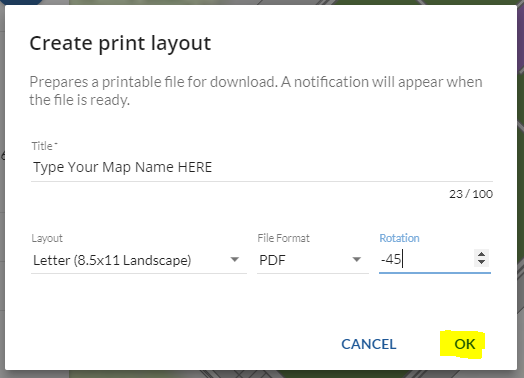 Create print layout
Prepares a printable file for download. A notification will appear when
the file is ready.
Title *
Type Your Map Name HERE
23 / 100
Layout File Format Rotation
Letter (8.5x11 Landscape) PDF -45
CANCEL OK